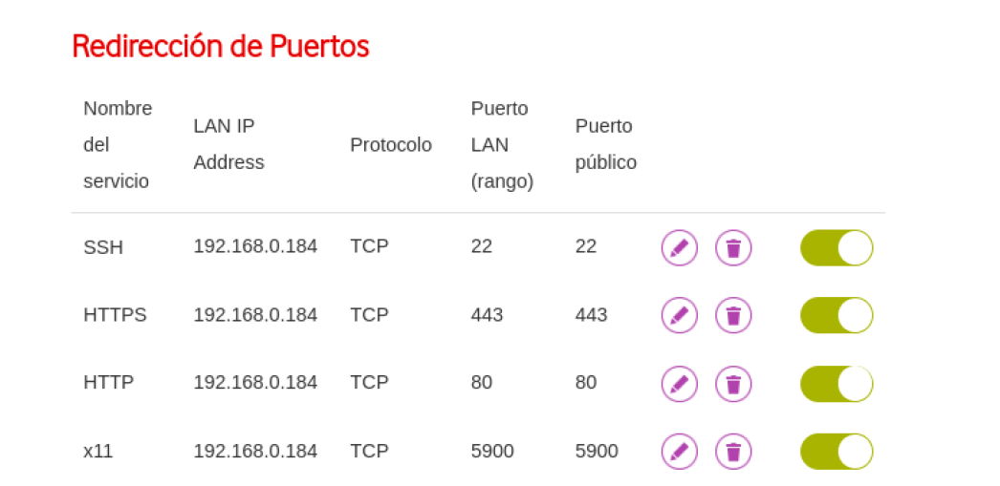 Redirección de Puertos
Nombre del servicio LAN IP Address Protocolo Puerto LAN (rango) Puerto público
SSH 192.168.0.184 TCP 22 22
HTTPS 192.168.0.184 TCP 443 443
HTTP 192.168.0.184 TCP 80 80
x11 192.168.0.184 TCP 5900 5900